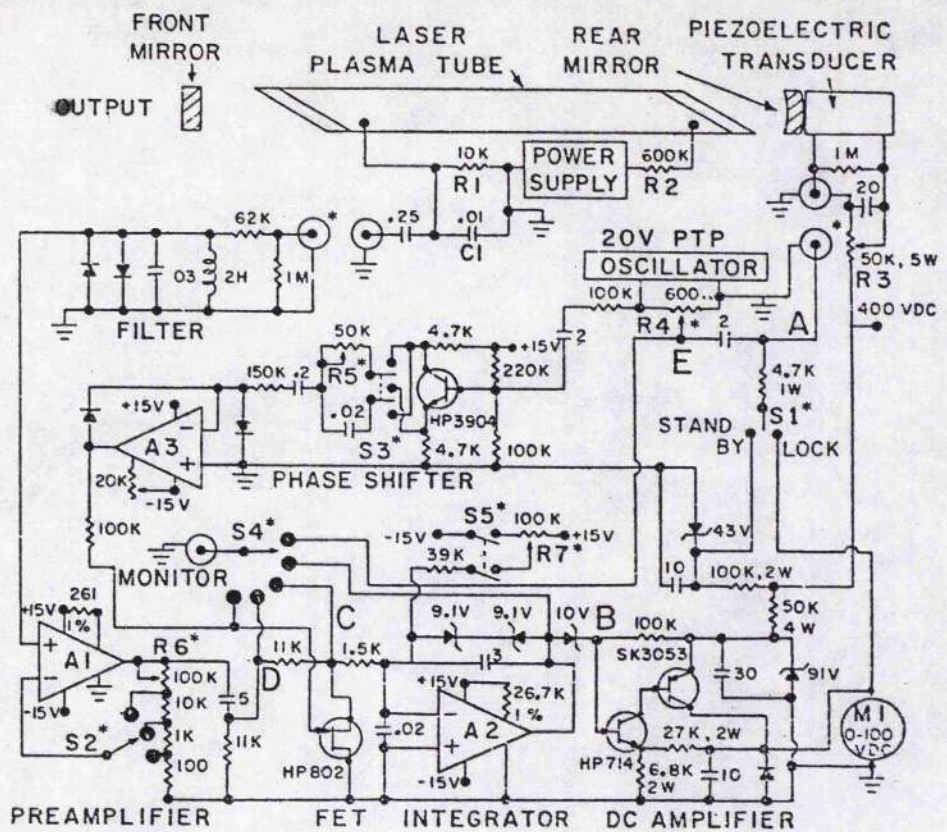 FRONT
MIRROR
LASER
PLASMA TUBE
REAR
MIRROR
PIEZOELECTRIC
TRANSDUCER
OUTPUT
10K
R1
POWER
SUPPLY
600K
R2
1M
20
62K
*
.25
.01
C1
20V PTP
OSCILLATOR
*
50K, 5W
R3
400 VDC
03
2H
1M
FILTER
100K
600..
R4
*
E
2
2
A
50K
R5*
4.7K
+15V
220K
150K
.2
.02
S3*
HP3904
4.7K
100K
4.7K
1W
S1*
STAND
BY
LOCK
+15V
A3
20K
-15V
PHASE SHIFTER
100K
S4*
MONITOR
-15V
S5*
100K
+15V
39K
R7*
43V
10
100K, 2W
50K
4W
261
+15V
1%
A1
-15V
R6*
100K
10K
1K
100
S2*
5
11K
D
11K
C
1.5K
9.1V
9.1V
10V
B
100K
SK3053
3
+15V
26.7K
1%
.02
A2
-15V
30
91V
27K, 2W
M1
0-100
VDC
HP802
HP714
6.8K
2W
10
PREAMPLIFIER
FET
INTEGRATOR
DC AMPLIFIER